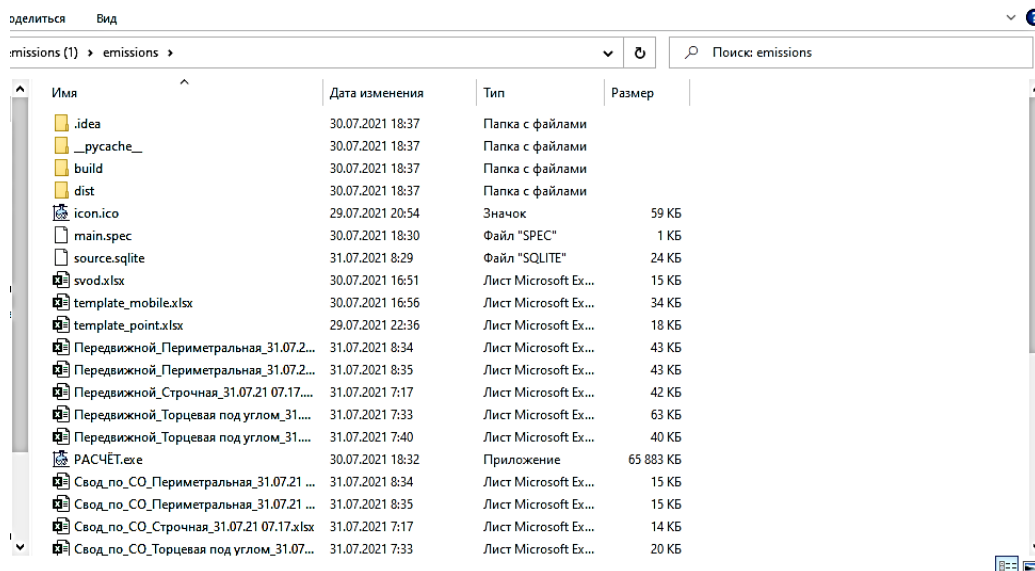 оделиться Вид
emissions (1) › emissions ›
Поиск: emissions
Имя Дата изменения Тип Размер
.idea 30.07.2021 18:37 Папка с файлами
__pycache__ 30.07.2021 18:37 Папка с файлами
build 30.07.2021 18:37 Папка с файлами
dist 30.07.2021 18:37 Папка с файлами
icon.ico 29.07.2021 20:54 Значок 59 КБ
main.spec 30.07.2021 18:30 Файл "SPEC" 1 КБ
source.sqlite 31.07.2021 8:29 Файл "SQLITE" 24 КБ
svod.xlsx 30.07.2021 16:51 Лист Microsoft Ex... 15 КБ
template_mobile.xlsx 30.07.2021 16:56 Лист Microsoft Ex... 34 КБ
template_point.xlsx 29.07.2021 22:36 Лист Microsoft Ex... 18 КБ
Передвижной_Периметральная_31.07.2... 31.07.2021 8:34 Лист Microsoft Ex... 43 КБ
Передвижной_Периметральная_31.07.2... 31.07.2021 8:35 Лист Microsoft Ex... 43 КБ
Передвижной_Строчная_31.07.21 07.17.... 31.07.2021 7:17 Лист Microsoft Ex... 42 КБ
Передвижной_Торцевая под углом_31.... 31.07.2021 7:33 Лист Microsoft Ex... 63 КБ
Передвижной_Торцевая под углом_31.... 31.07.2021 7:40 Лист Microsoft Ex... 40 КБ
РАСЧЁТ.exe 30.07.2021 18:32 Приложение 65 883 КБ
Свод_по_СО_Периметральная_31.07.21 ... 31.07.2021 8:34 Лист Microsoft Ex... 15 КБ
Свод_по_СО_Периметральная_31.07.21 ... 31.07.2021 8:35 Лист Microsoft Ex... 15 КБ
Свод_по_СО_Строчная_31.07.21 07.17.xlsx 31.07.2021 7:17 Лист Microsoft Ex... 14 КБ
Свод_по_СО_Торцевая под углом_31.07... 31.07.2021 7:33 Лист Microsoft Ex... 20 КБ